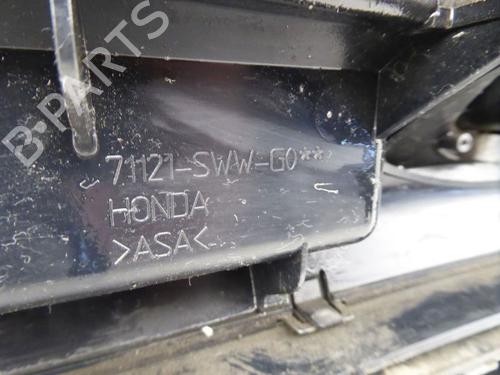 B-PARTS
71121-SWW-G0**
HONDA
>ASA<